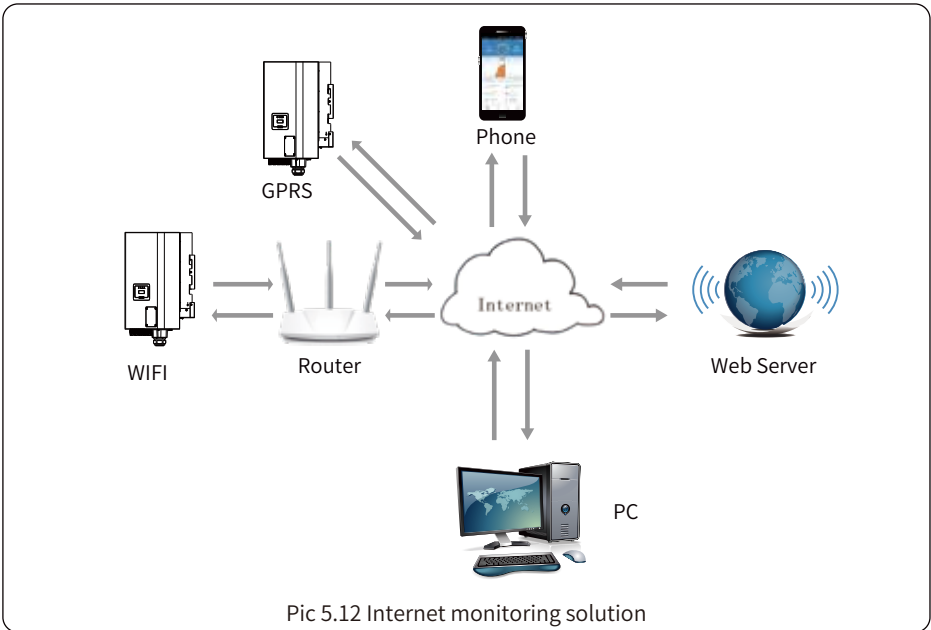 Phone
GPRS
Internet
WIFI
Router
Web Server
PC
Pic 5.12 Internet monitoring solution